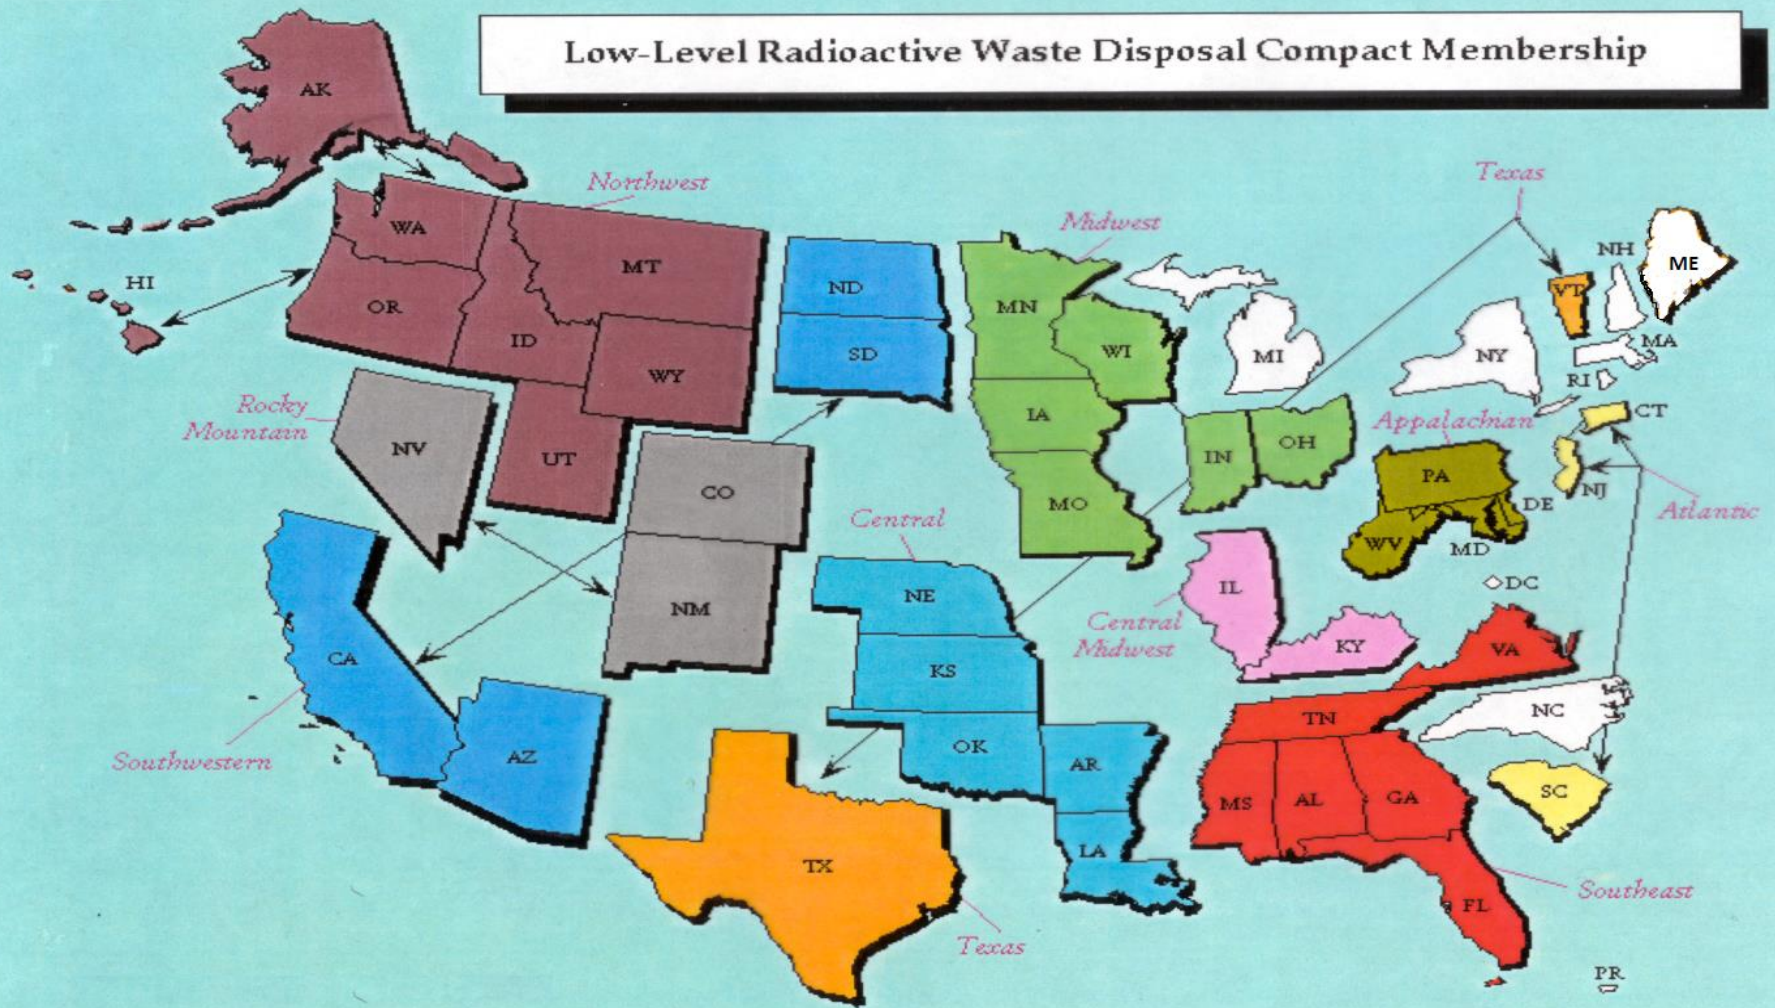 Low-Level Radioactive Waste Disposal Compact Membership
AK
Texas
Northwest
Midwest
WA
NH
ME
HI
MT
ND
VT
OR
MN
ID
SD
WI
MI
NY
MA
WY
RI
Rocky
Mountain
IA
CT
Appalachian
NV
UT
IN
OH
CO
PA
NJ
MO
DE
Atlantic
Central
WV
MD
DC
NE
IL
NM
Central
Midwest
CA
KS
KY
VA
Southwestern
AZ
OK
TN
NC
AR
MS
AL
GA
SC
TX
LA
Southeast
FL
Texas
PR